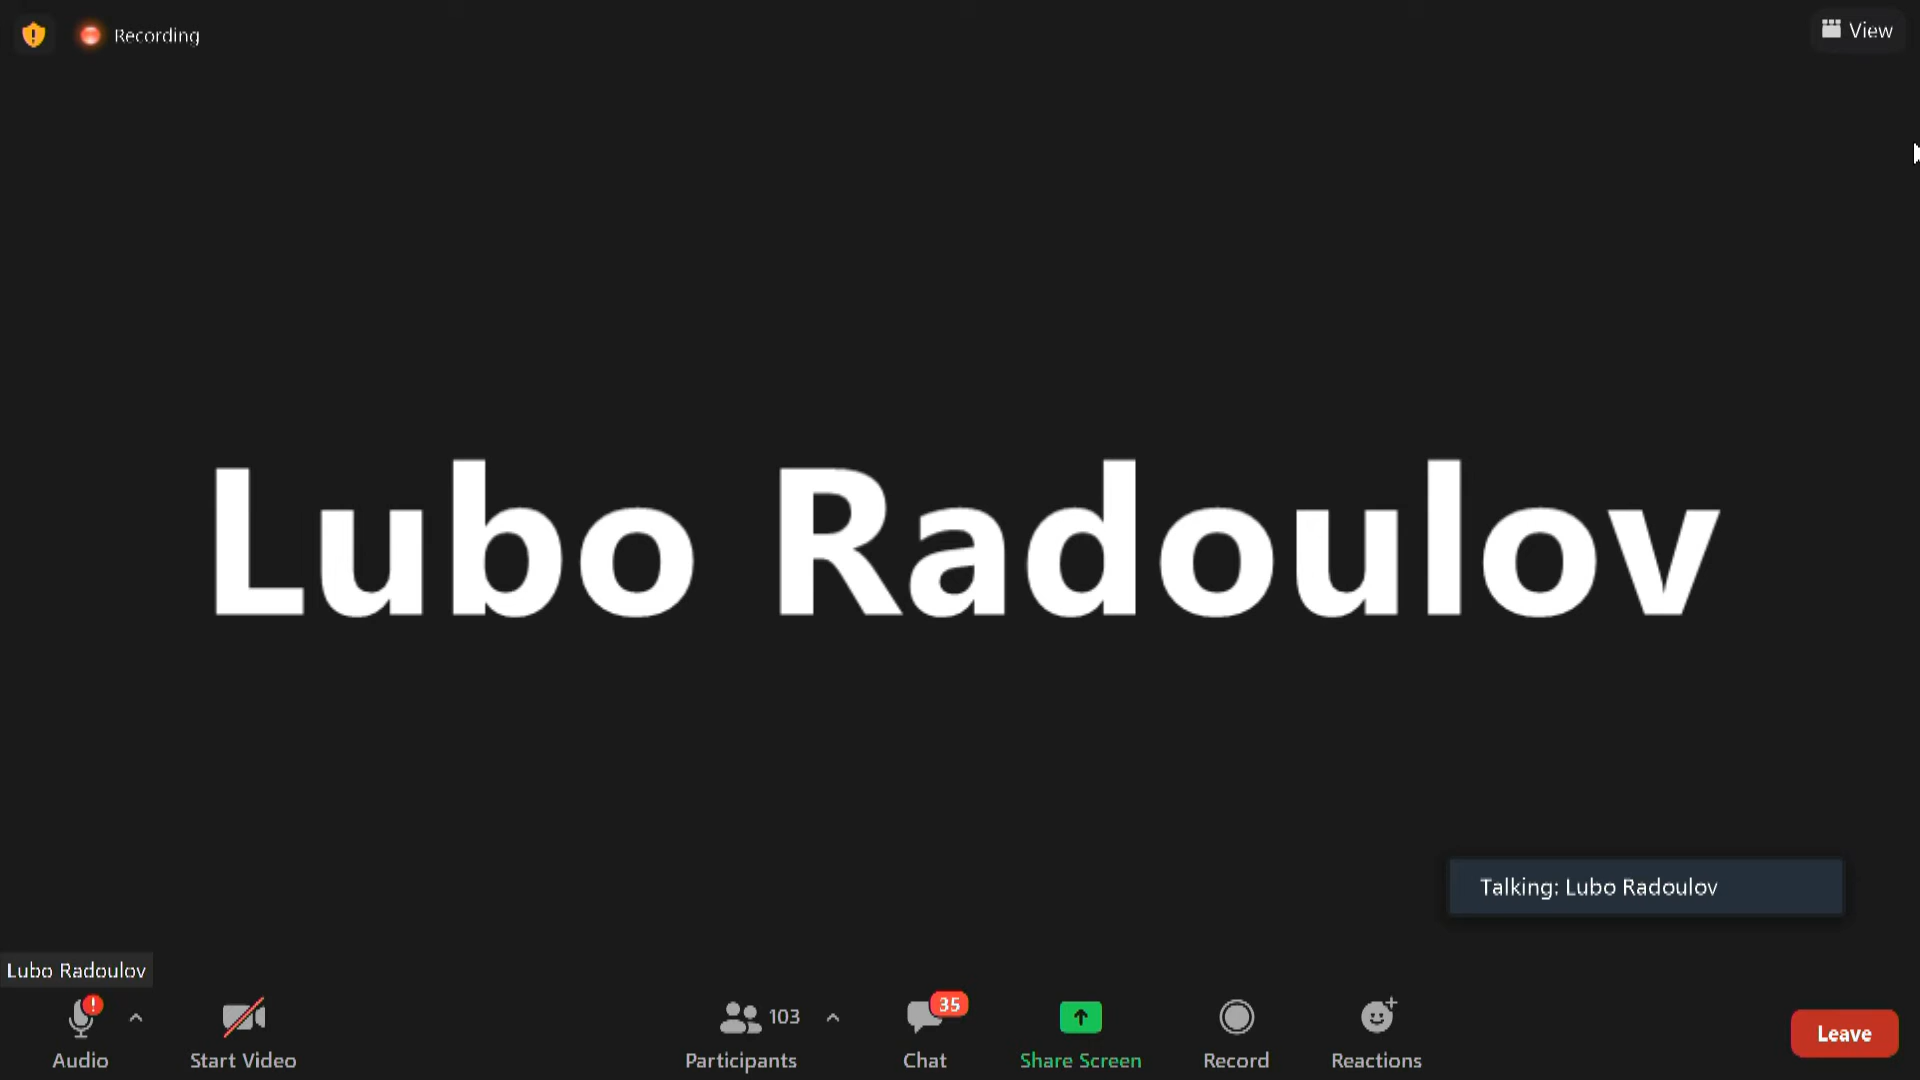 Recording
View
Lubo Radoulov
Talking: Lubo Radoulov
Lubo Radoulov
103
35
Audio
Start Video
Participants
Chat
Share Screen
Record
Reactions
Leave